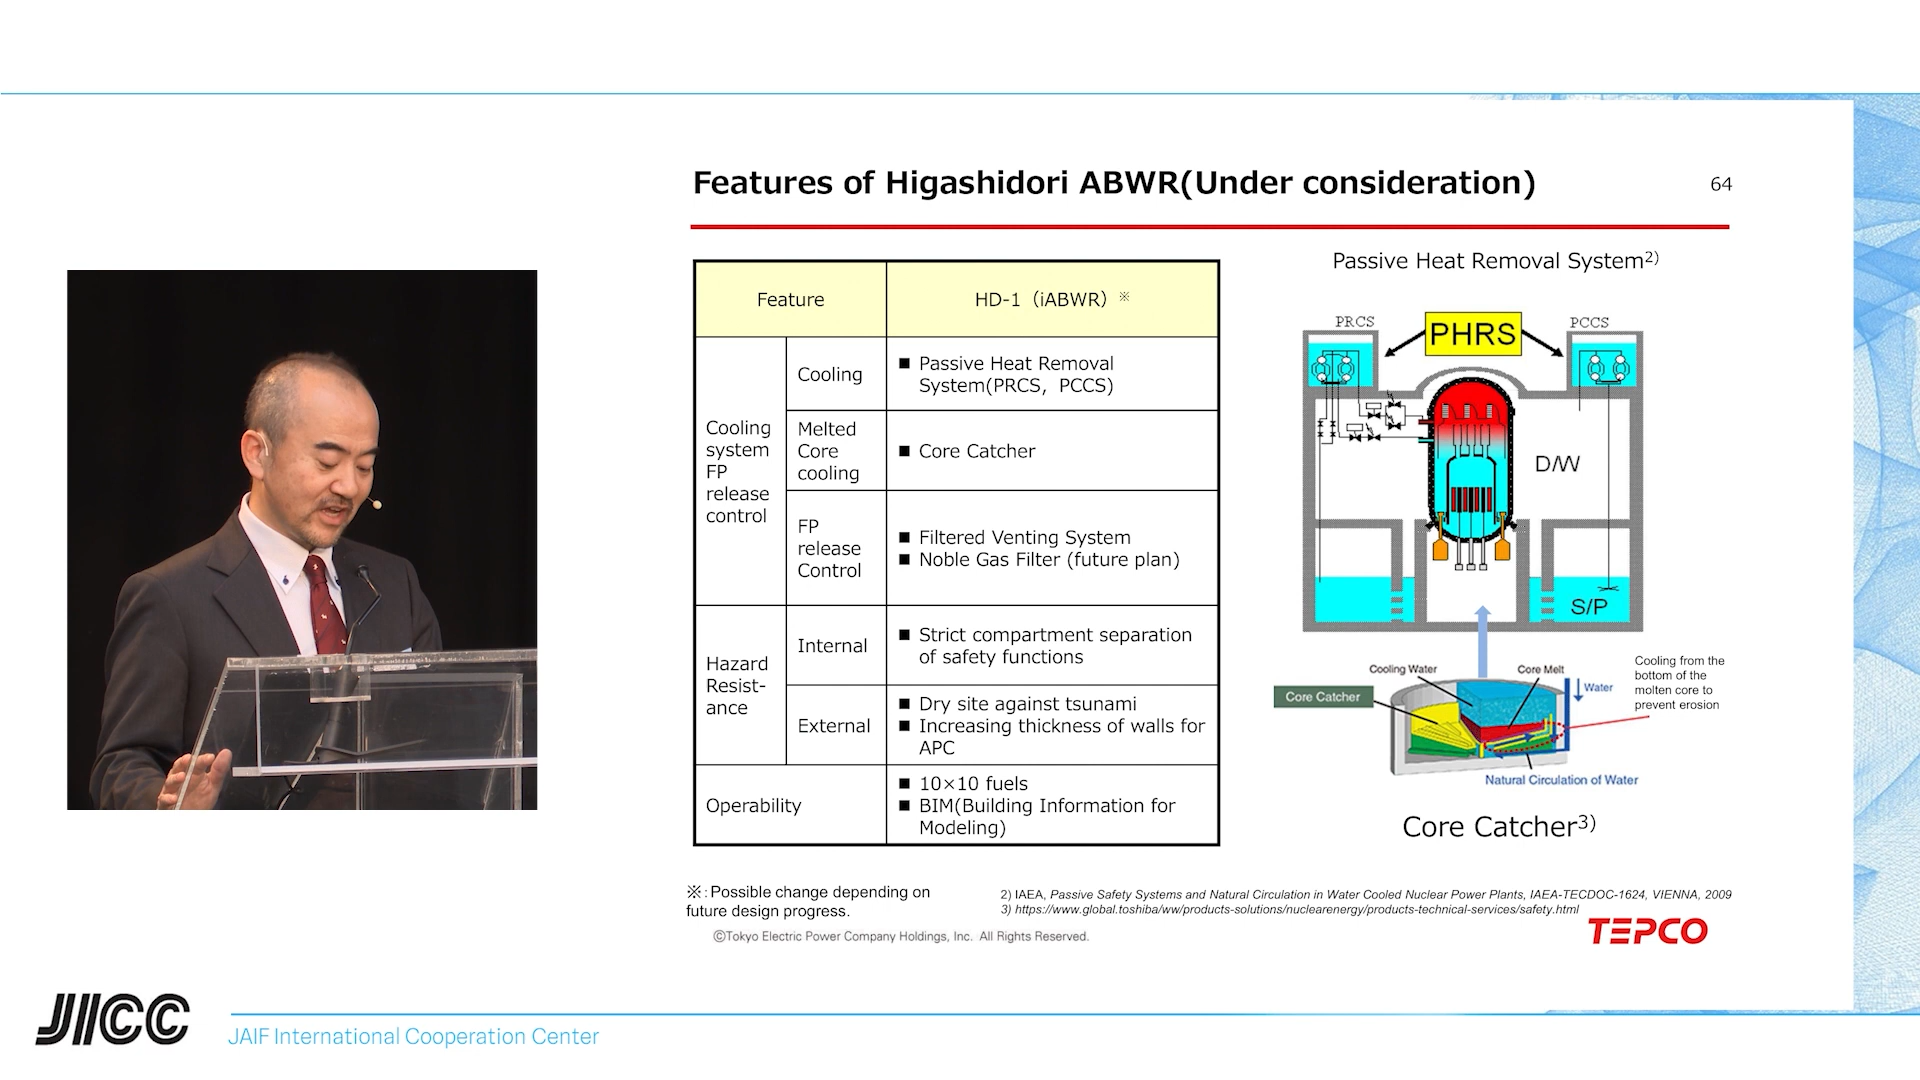 Features of Higashidori ABWR(Under consideration)
64
Feature
HD-1（iABWR）※
Cooling
system
FP
release
control
Cooling
■ Passive Heat Removal
System(PRCS, PCCS)
Melted
Core
cooling
■ Core Catcher
FP
release
Control
■ Filtered Venting System
■ Noble Gas Filter (future plan)
Hazard
Resist-
ance
Internal
■ Strict compartment separation
of safety functions
External
■ Dry site against tsunami
■ Increasing thickness of walls for
APC
Operability
■ 10×10 fuels
■ BIM(Building Information for
Modeling)
Passive Heat Removal System2)
PRCS
PHRS
PCCS
D/W
S/P
Cooling Water
Core Melt
Core Catcher
Water
Cooling from the
bottom of the
molten core to
prevent erosion
Natural Circulation of Water
Core Catcher3)
※：Possible change depending on
future design progress.
2) IAEA, Passive Safety Systems and Natural Circulation in Water Cooled Nuclear Power Plants, IAEA-TECDOC-1624, VIENNA, 2009
3) https://www.global.toshiba/ww/products-solutions/nuclearenergy/products-technical-services/safety.html
©Tokyo Electric Power Company Holdings, Inc. All Rights Reserved.
TEPCO
JICC
JAIF International Cooperation Center